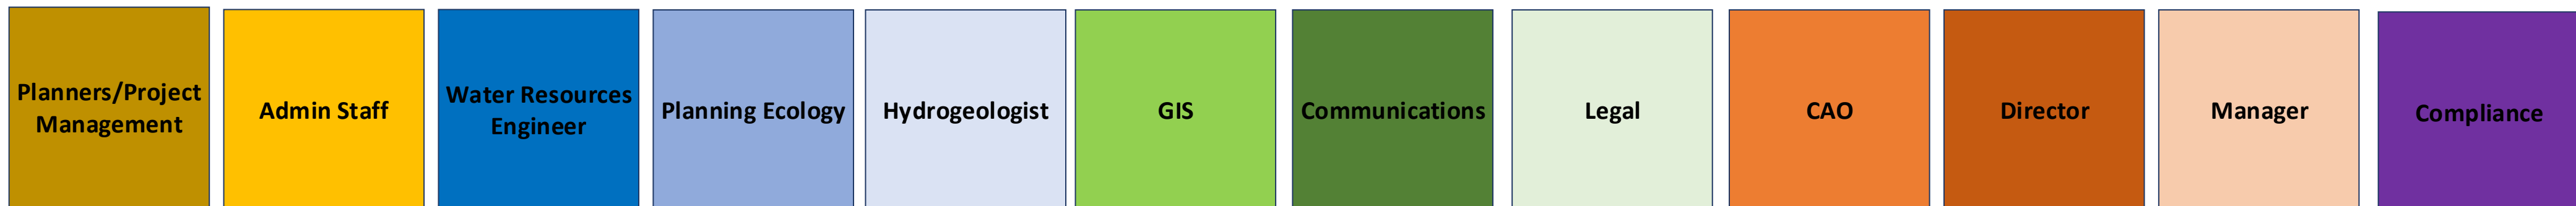 Planners/Project
Management
Admin Staff
Water Resources
Engineer
Planning Ecology
Hydrogeologist
GIS
Communications
Legal
CAO
Director
Manager
Compliance